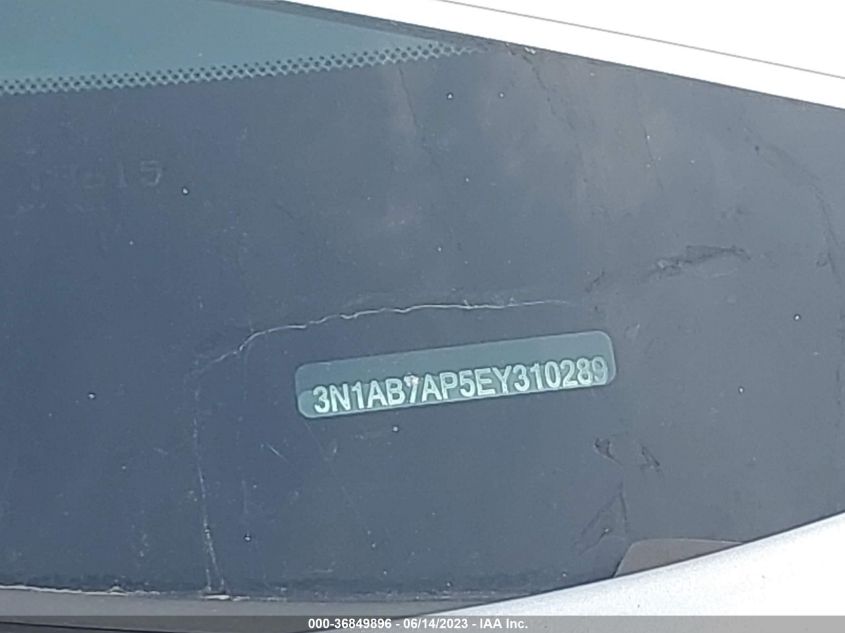 3N1AB7AP5EY310289
000-36849896 - 06/14/2023 - IAA Inc.